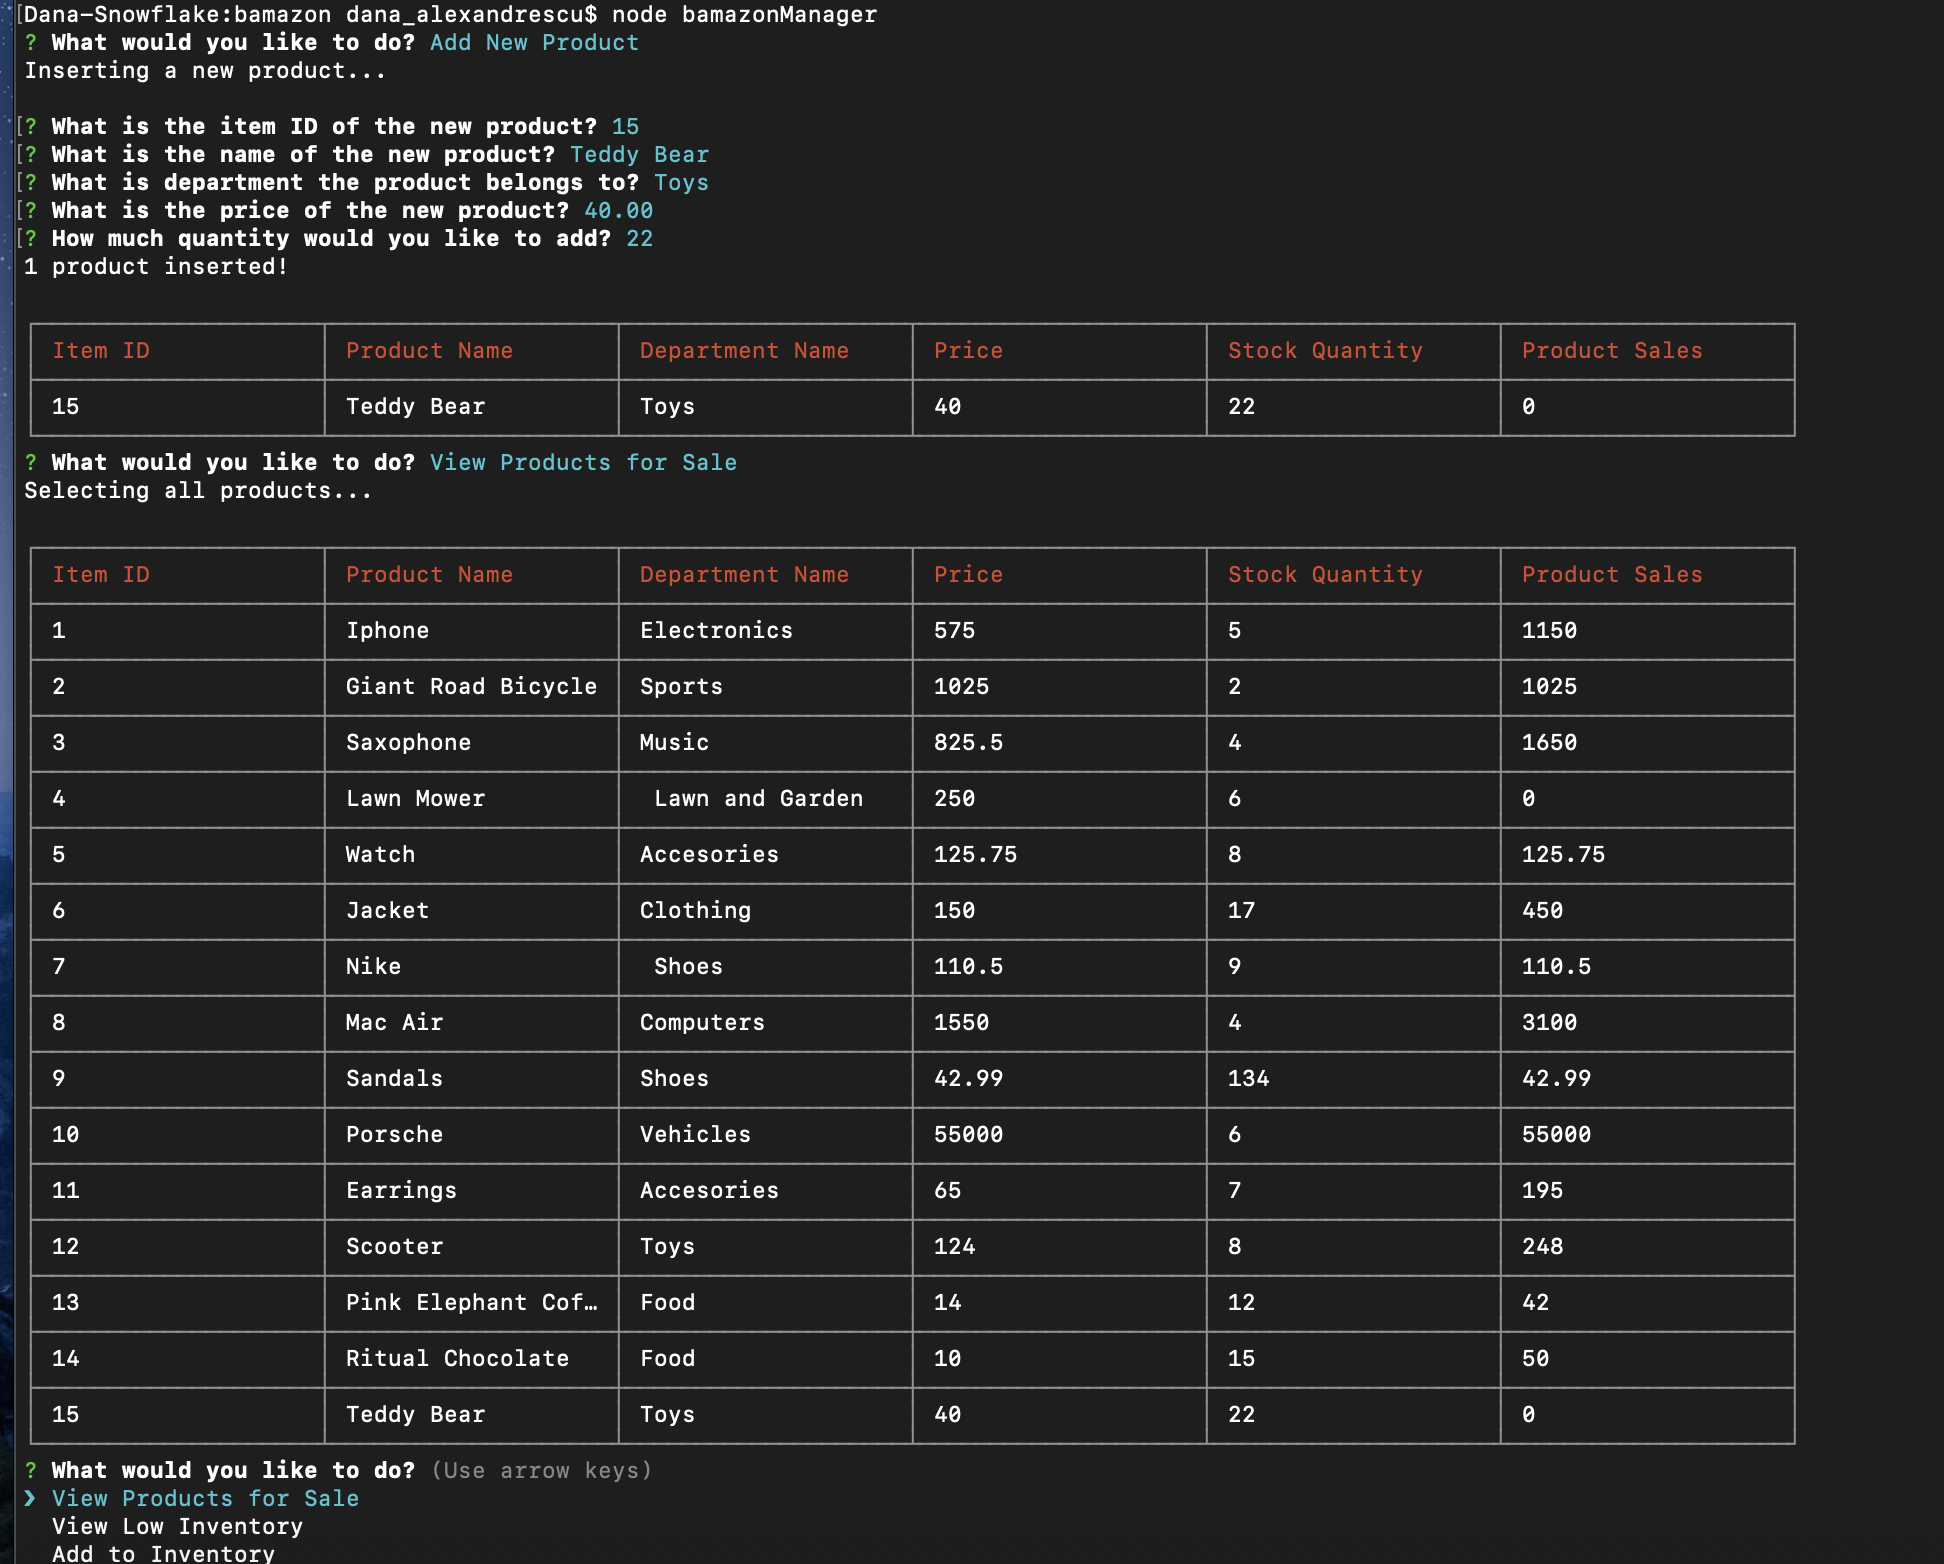 [Dana-Snowflake:bamazon dana_alexandrescu$ node bamazonManager
? What would you like to do? Add New Product
Inserting a new product...
[? What is the item ID of the new product? 15
[? What is the name of the new product? Teddy Bear
[? What is department the product belongs to? Toys
[? What is the price of the new product? 40.00
[? How much quantity would you like to add? 22
1 product inserted!
Item ID Product Name Department Name Price Stock Quantity Product Sales
15 Teddy Bear Toys 40 22 0
? What would you like to do? View Products for Sale
Selecting all products...
Item ID Product Name Department Name Price Stock Quantity Product Sales
1 Iphone Electronics 575 5 1150
2 Giant Road Bicycle Sports 1025 2 1025
3 Saxophone Music 825.5 4 1650
4 Lawn Mower Lawn and Garden 250 6 0
5 Watch Accesories 125.75 8 125.75
6 Jacket Clothing 150 17 450
7 Nike Shoes 110.5 9 110.5
8 Mac Air Computers 1550 4 3100
9 Sandals Shoes 42.99 134 42.99
10 Porsche Vehicles 55000 6 55000
11 Earrings Accesories 65 7 195
12 Scooter Toys 124 8 248
13 Pink Elephant Cof… Food 14 12 42
14 Ritual Chocolate Food 10 15 50
15 Teddy Bear Toys 40 22 0
? What would you like to do? (Use arrow keys)
❯ View Products for Sale
View Low Inventory
Add to Inventory